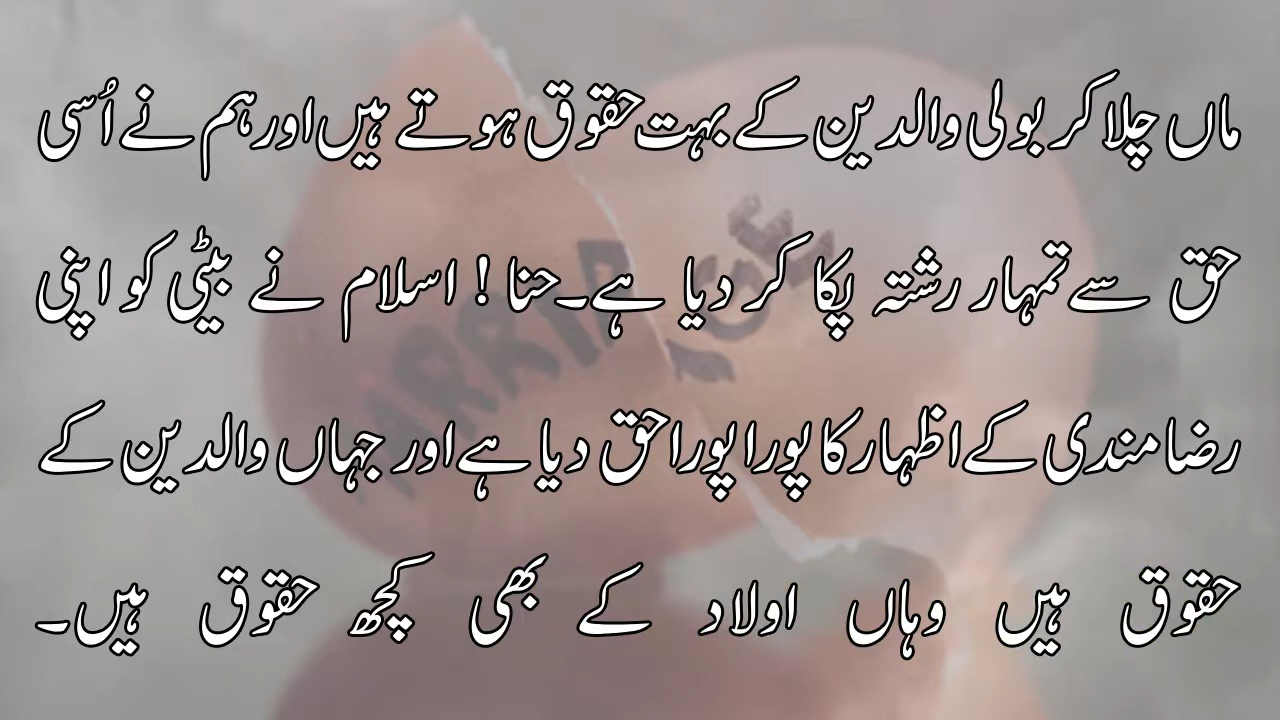 ماں چلا کر بولی والدین کے بہت حقوق ہوتے ہیں اور ہم نے اُسی
حق سے تمہار رشتہ پکا کر دیا ہے۔حنا ! اسلام نے بیٹی کو اپنی
رضامندی کے اظہار کا پورا پورا حق دیا ہے اور جہاں والدین کے
حقوق ہیں وہاں اولاد کے بھی کچھ حقوق ہیں۔